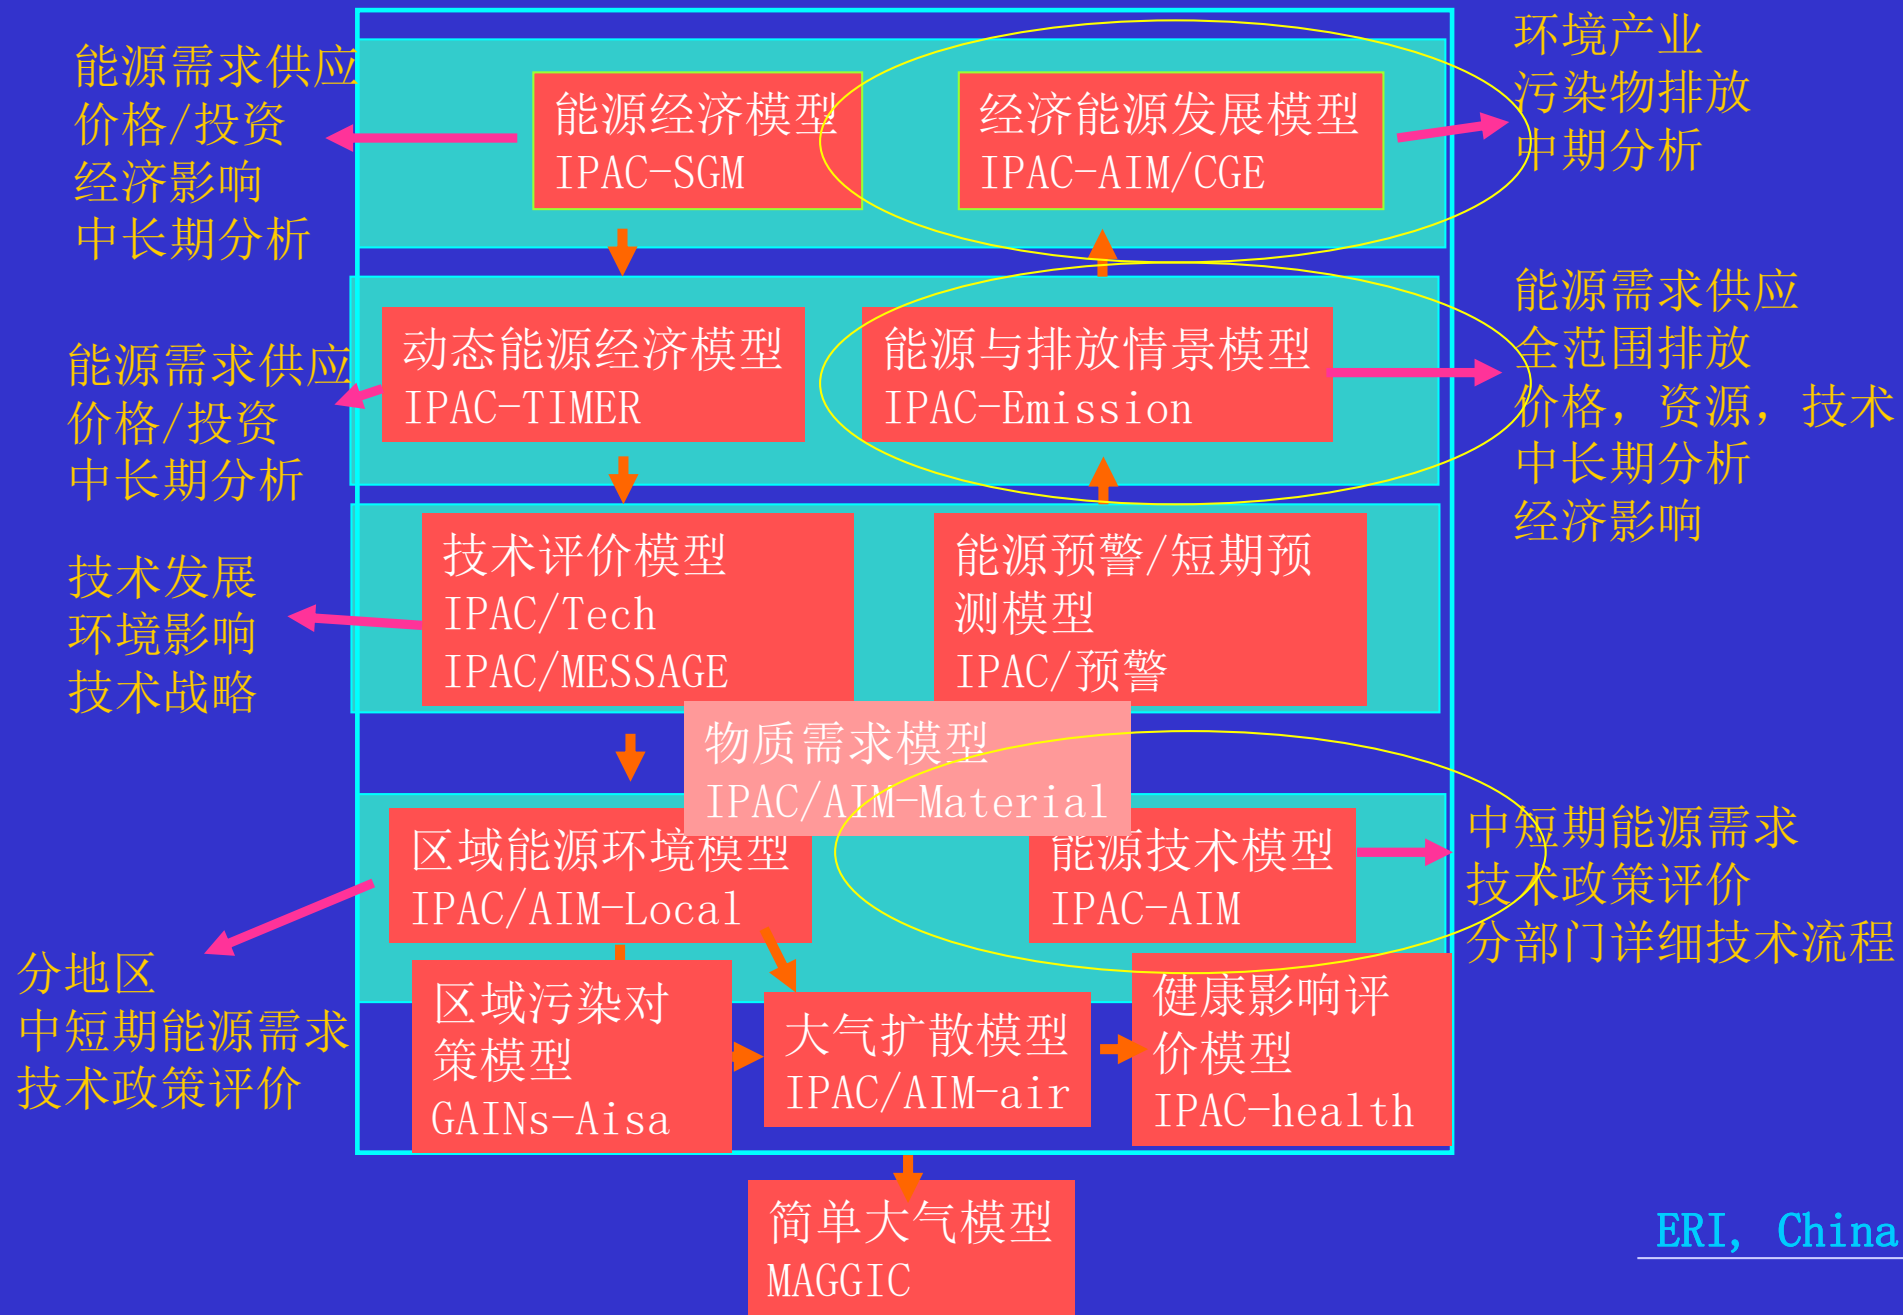 能源需求供应
价格/投资
经济影响
中长期分析
能源经济模型
IPAC-SGM
经济能源发展模型
IPAC-AIM/CGE
环境产业
污染物排放
中期分析
能源需求供应
价格/投资
中长期分析
动态能源经济模型
IPAC-TIMER
能源与排放情景模型
IPAC-Emission
能源需求供应
全范围排放
价格，资源，技术
中长期分析
经济影响
技术发展
环境影响
技术战略
技术评价模型
IPAC/Tech
IPAC/MESSAGE
能源预警/短期预
测模型
IPAC/预警
物质需求模型
IPAC/AIM-Material
区域能源环境模型
IPAC/AIM-Local
能源技术模型
IPAC-AIM
中短期能源需求
技术政策评价
分部门详细技术流程
分地区
中短期能源需求
技术政策评价
区域污染对
策模型
GAINs-Aisa
大气扩散模型
IPAC/AIM-air
健康影响评
价模型
IPAC-health
简单大气模型
MAGGIC
ERI, China